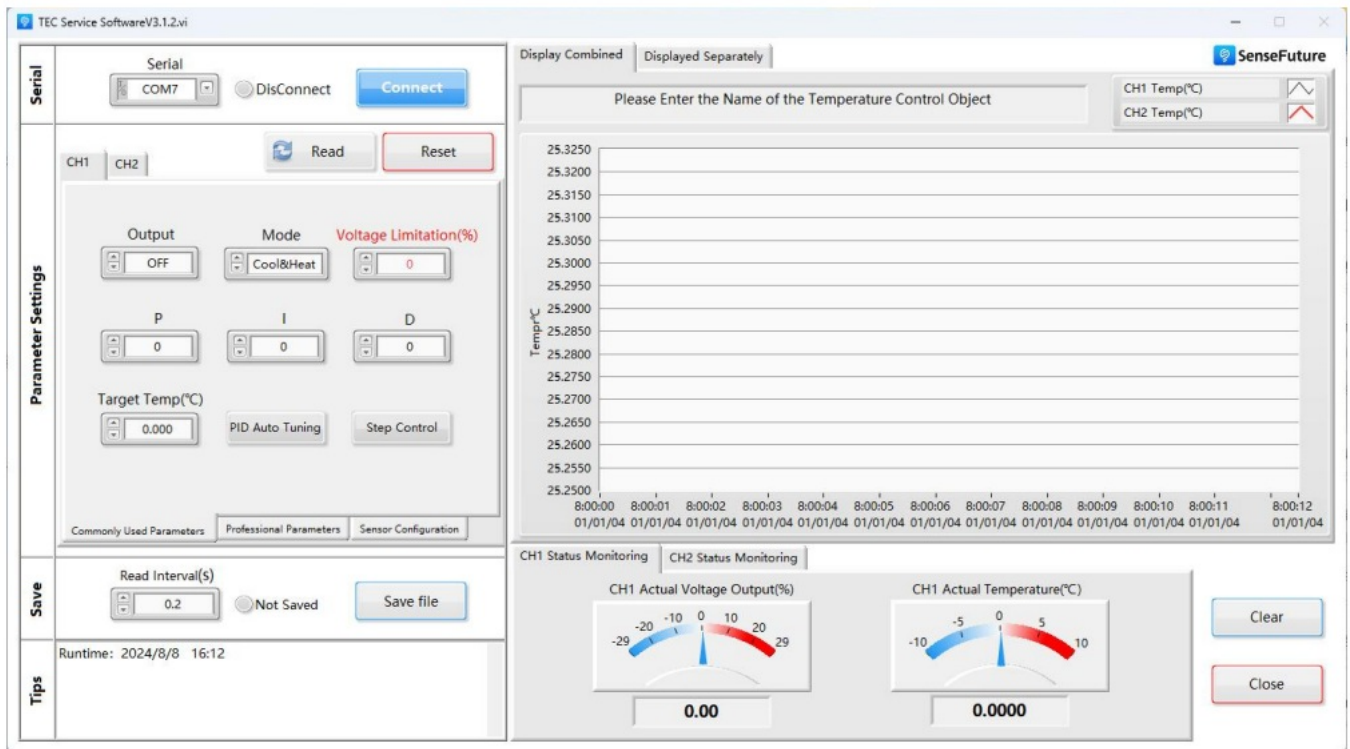 TEC Service SoftwareV3.1.2.vi
Serial
Serial
COM7
DisConnect
Connect
Parameter Settings
CH1
CH2
Read
Reset
Output
Mode
Voltage Limitation(%)
OFF
Cool&Heat
0
P
I
D
0
0
0
Target Temp(℃)
0.000
PID Auto Tuning
Step Control
Commonly Used Parameters
Professional Parameters
Sensor Configuration
Save
Read Interval(S)
0.2
Not Saved
Save file
Tips
Runtime: 2024/8/8 16:12
Display Combined
Displayed Separately
SenseFuture
Please Enter the Name of the Temperature Control Object
CH1 Temp(℃)
CH2 Temp(℃)
Tempr℃
25.3250
25.3200
25.3150
25.3100
25.3050
25.3000
25.2950
25.2900
25.2850
25.2800
25.2750
25.2700
25.2650
25.2600
25.2550
25.2500
8:00:00 8:00:01 8:00:02 8:00:03 8:00:04 8:00:05 8:00:06 8:00:07 8:00:08 8:00:09 8:00:10 8:00:11 8:00:12
01/01/04 01/01/04 01/01/04 01/01/04 01/01/04 01/01/04 01/01/04 01/01/04 01/01/04 01/01/04 01/01/04 01/01/04 01/01/04
CH1 Status Monitoring
CH2 Status Monitoring
CH1 Actual Voltage Output(%)
-29 -20 -10 0 10 20 29
0.00
CH1 Actual Temperature(℃)
-10 -5 0 5 10
0.0000
Clear
Close